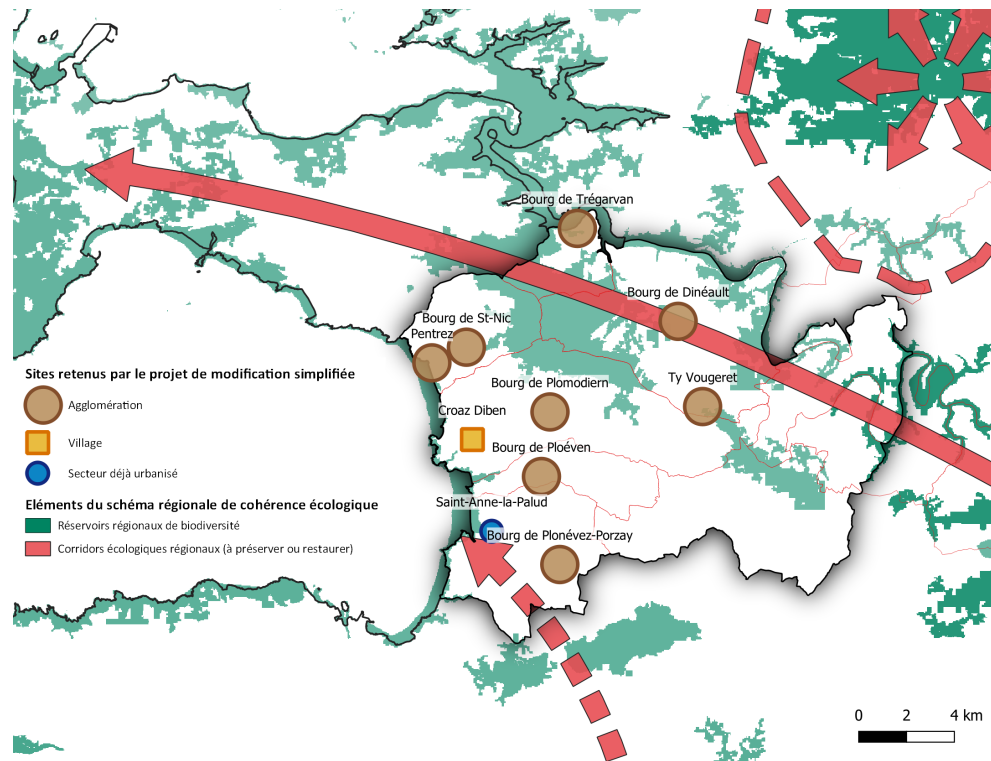 Bourg de Trégarvan
Bourg de Dinéault
Bourg de St-Nic
Pentrez
Sites retenus par le projet de modification simplifiée
Agglomération
Village
Secteur déjà urbanisé
Eléments du schéma régionale de cohérence écologique
Réservoirs régionaux de biodiversité
Corridors écologiques régionaux (à préserver ou restaurer)
Bourg de Plomodiern
Ty Vougeret
Croaz Diben
Bourg de Ploéven
Saint-Anne-la-Palud
Bourg de Plonévez-Porzay
0 2 4 km